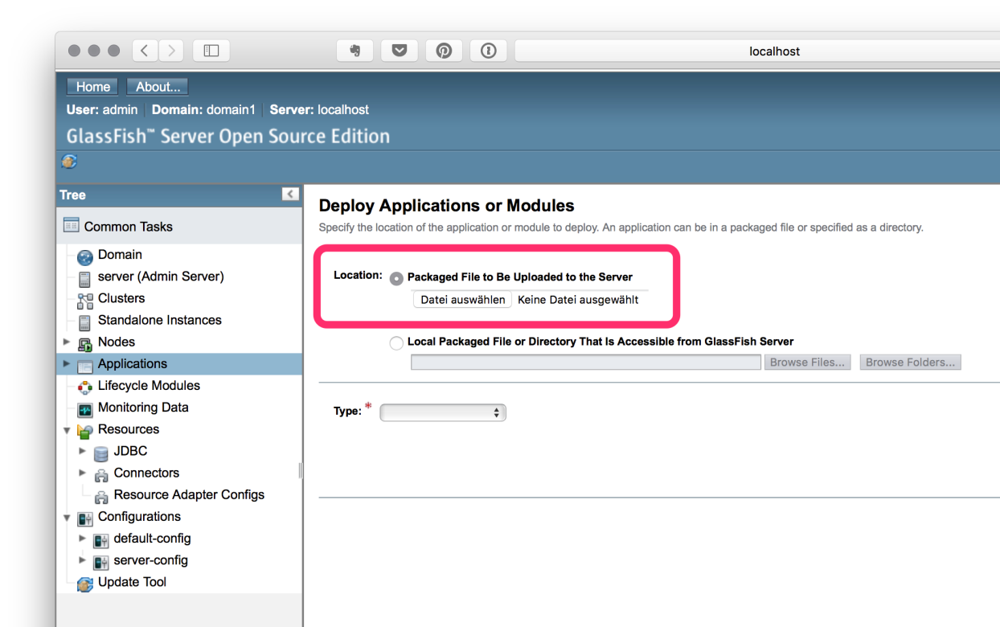 localhost
Home About...
User: admin Domain: domain1 Server: localhost
GlassFish™ Server Open Source Edition
Tree
Common Tasks
Domain
server (Admin Server)
Clusters
Standalone Instances
Nodes
Applications
Lifecycle Modules
Monitoring Data
Resources
JDBC
Connectors
Resource Adapter Configs
Configurations
default-config
server-config
Update Tool
Deploy Applications or Modules
Specify the location of the application or module to deploy. An application can be in a packaged file or specified as a directory.
Location: Packaged File to Be Uploaded to the Server
Datei auswählen Keine Datei ausgewählt
Local Packaged File or Directory That Is Accessible from GlassFish Server
Browse Files... Browse Folders...
Type: *